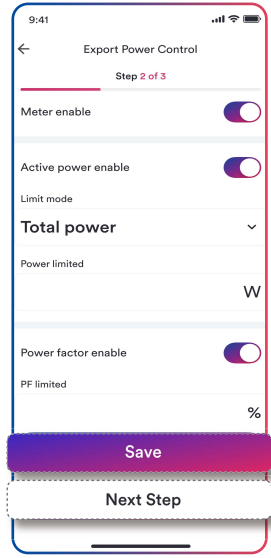 9:41
Export Power Control
Step 2 of 3
Meter enable
Active power enable
Limit mode
Total power
Power limited
W
Power factor enable
PF limited
%
Save
Next Step